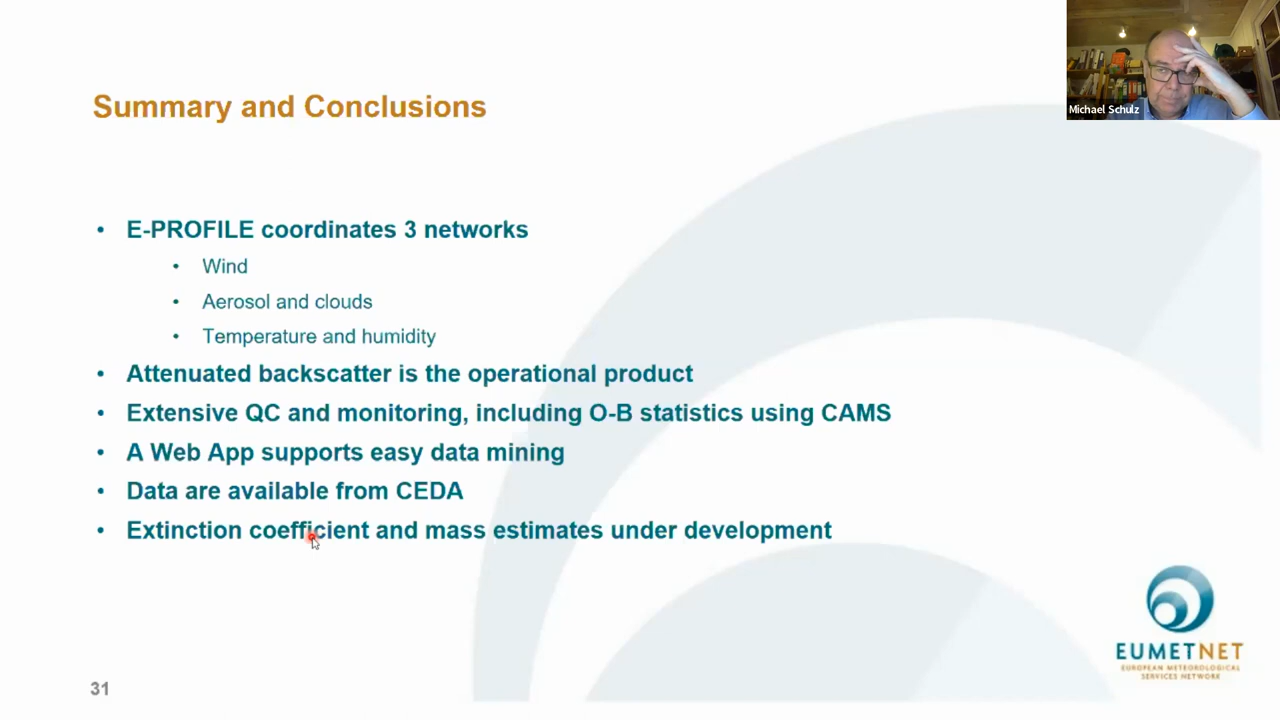 Michael Schulz
Summary and Conclusions
• E-PROFILE coordinates 3 networks
• Wind
• Aerosol and clouds
• Temperature and humidity
• Attenuated backscatter is the operational product
• Extensive QC and monitoring, including O-B statistics using CAMS
• A Web App supports easy data mining
• Data are available from CEDA
• Extinction coefficient and mass estimates under development
EUMETNET
EUROPEAN METEOROLOGICAL
SERVICES NETWORK
31